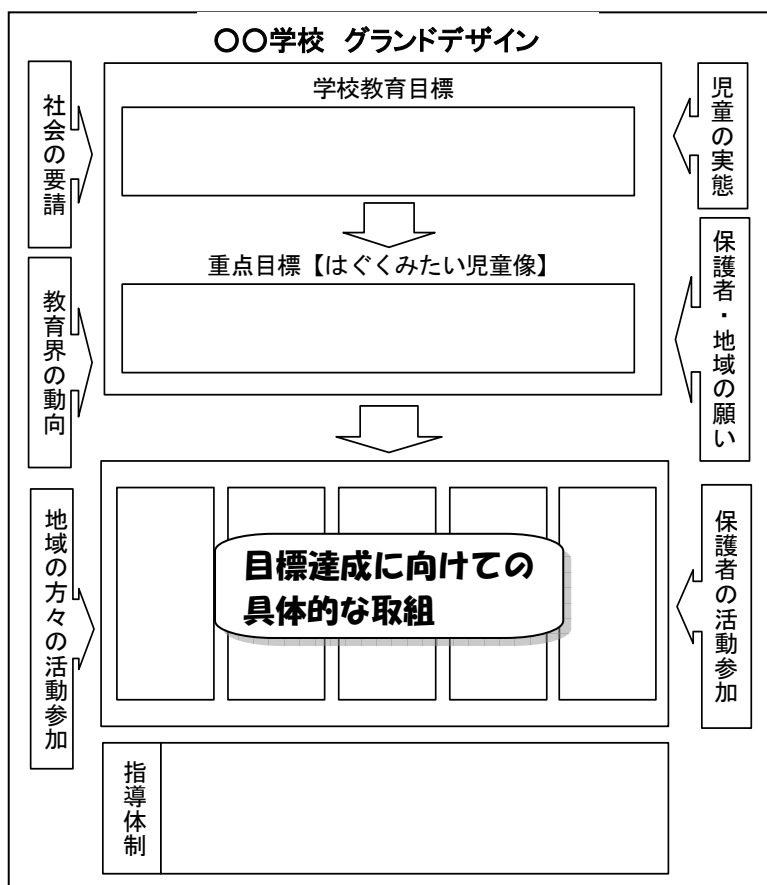 〇〇学校 グランドデザイン
学校教育目標
社会の要請
児童の実態
重点目標【はぐくみたい児童像】
教育界の動向
保護者・地域の願い
目標達成に向けての
具体的な取組
地域の方々の活動参加
保護者の活動参加
指導体制